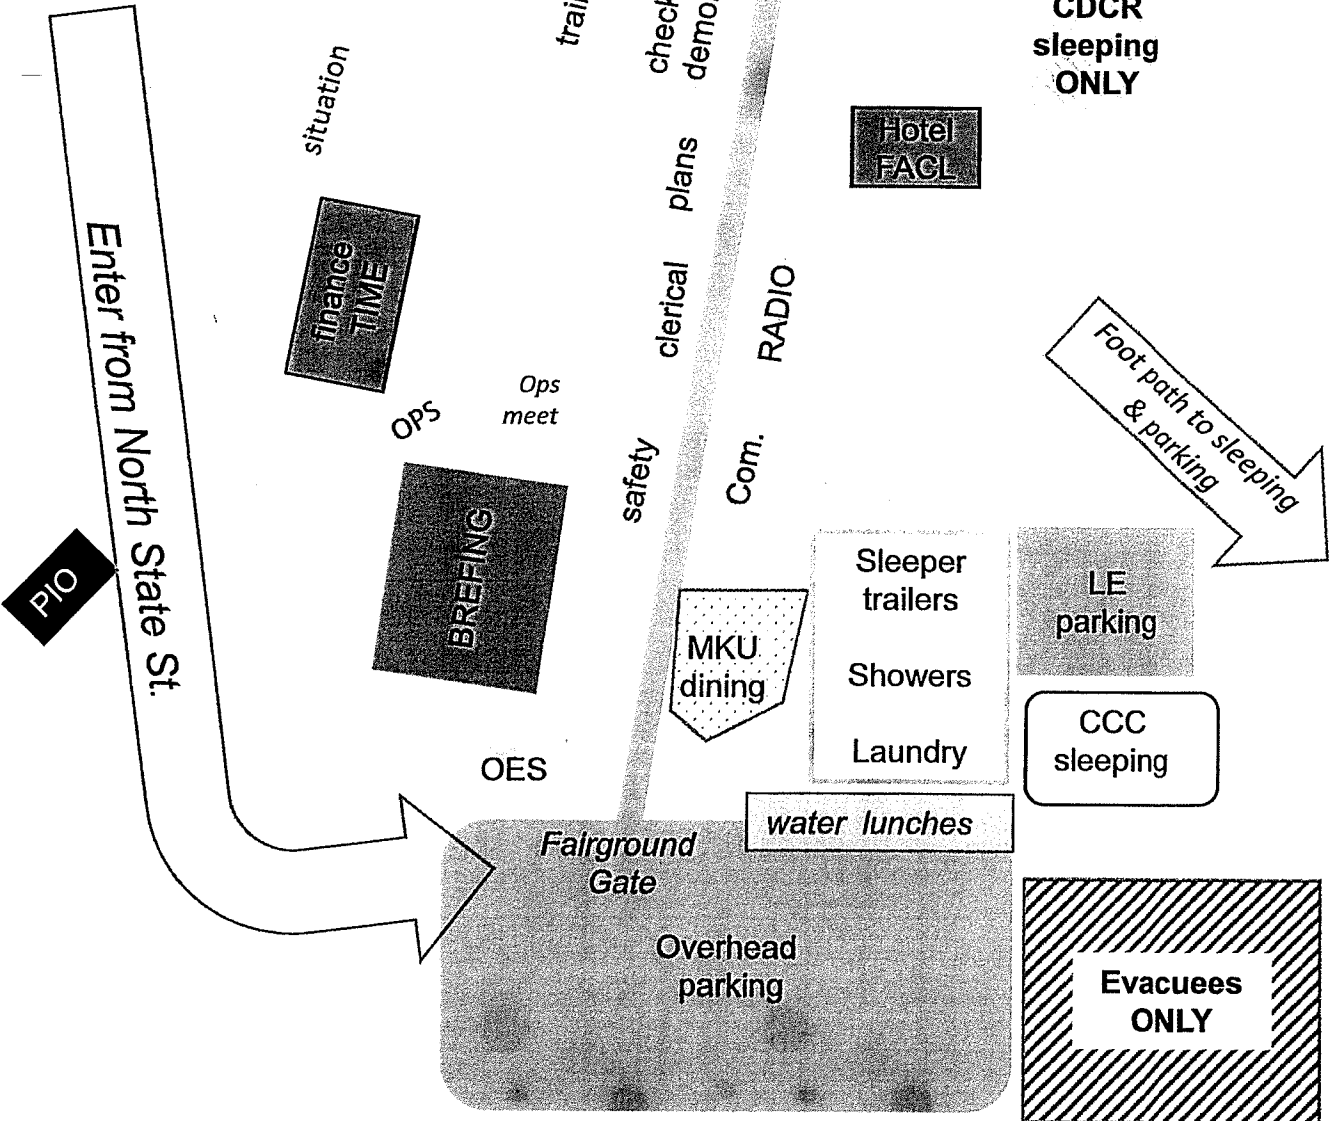 CDCR
sleeping
ONLY
check
situation
plans
Hotel
FACL
clerical
RADIO
finance
TIME
Enter from North State St.
Foot path to sleeping
& parking
OPS
Ops
meet
safety
Com.
BREFING
PIO
Sleeper
trailers
Showers
Laundry
LE
parking
MKU
dining
CCC
sleeping
OES
water lunches
Fairground
Gate
Overhead
parking
Evacuees
ONLY